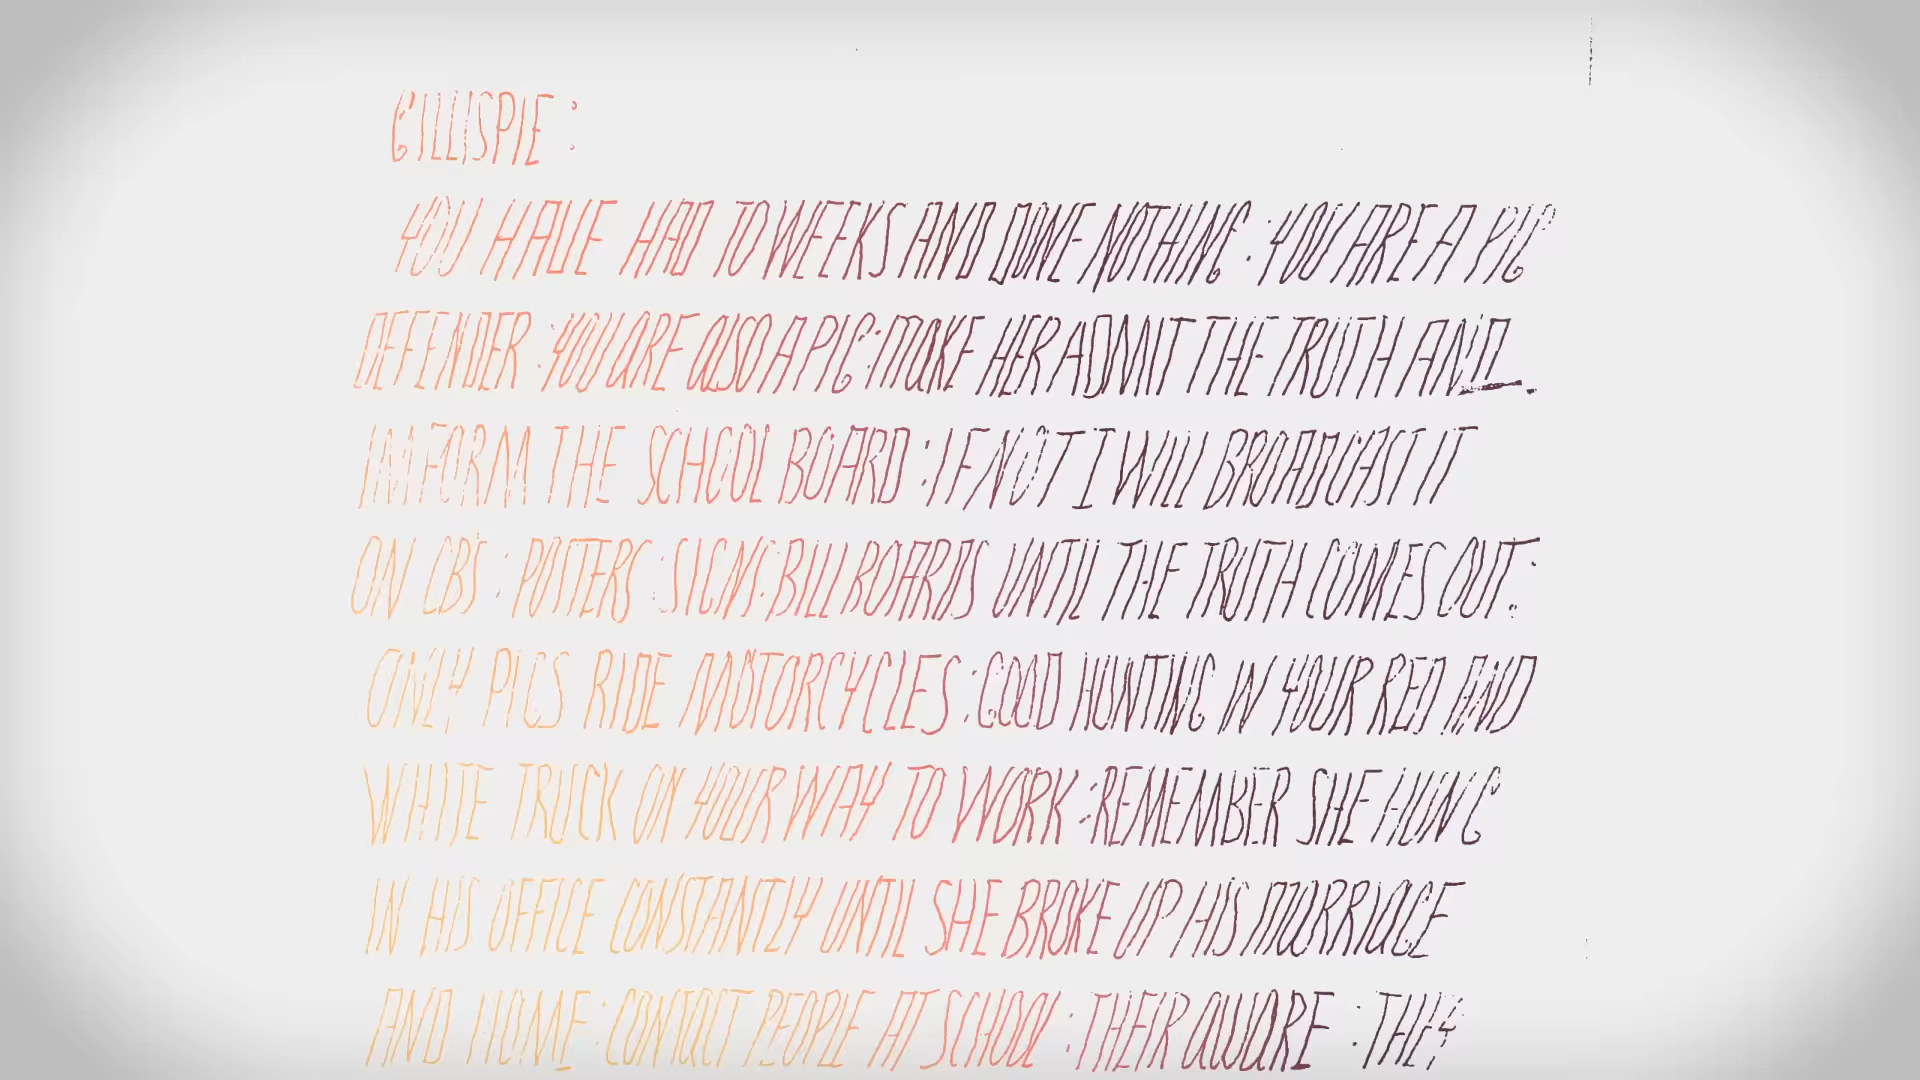 GILLISPIE :
YOU HAVE HAD TO WEEKS AND DONE NOTHING : YOU ARE A PIG
DEFENDER : YOU ARE ALSO A PIG : MAKE HER ADMIT THE TRUTH AND
IMFORM THE SCHOOL BOARD : IF NOT I WILL BROADCAST IT
ON CBS : POSTERS : SIGNS : BILLBOARDS UNTIL THE TRUTH COMES OUT :
ONLY PIGS RIDE MOTORCYCLES : GOOD HUNTING IN YOUR RED AND
WHITE TRUCK ON YOUR WAY TO WORK : REMEMBER SHE HUNG
IN HIS OFFICE CONSTANTLY UNTIL SHE BROKE UP HIS MARRIAGE
AND HOME : CONTACT PEOPLE AT SCHOOL : THEIR AWARE : THEY